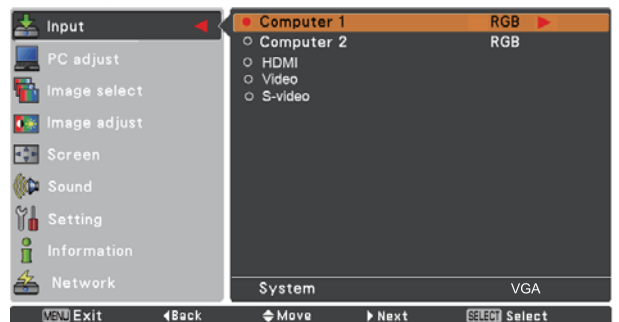 Input
PC adjust
Image select
Image adjust
Screen
Sound
Setting
Information
Network
Computer 1 RGB
Computer 2 RGB
HDMI
Video
S-video
System VGA
MENU Exit Back Move Next SELECT Select